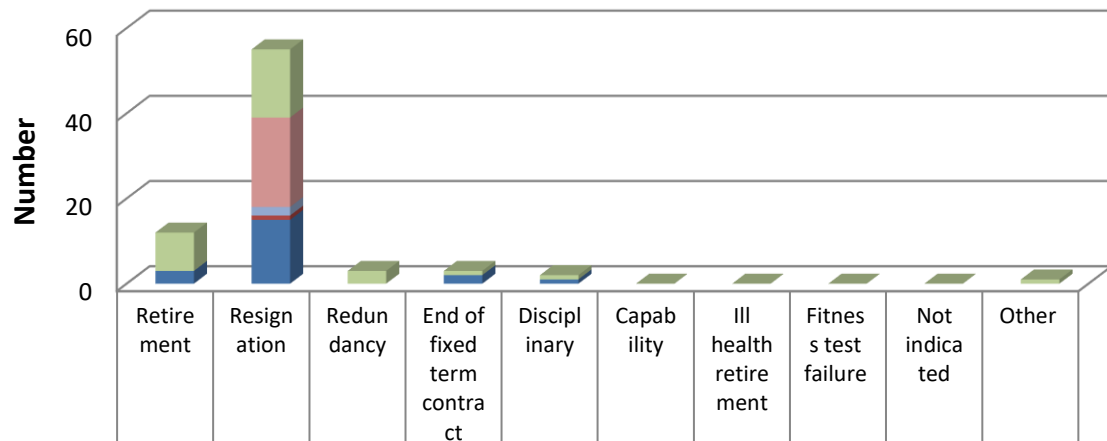 60
40
20
0
Number
Retire
ment
Resign
ation
Redun
dancy
End of
fixed
term
contra
ct
Discipl
inary
Capab
ility
Ill
health
retire
ment
Fitnes
s test
failure
Not
indica
ted
Other